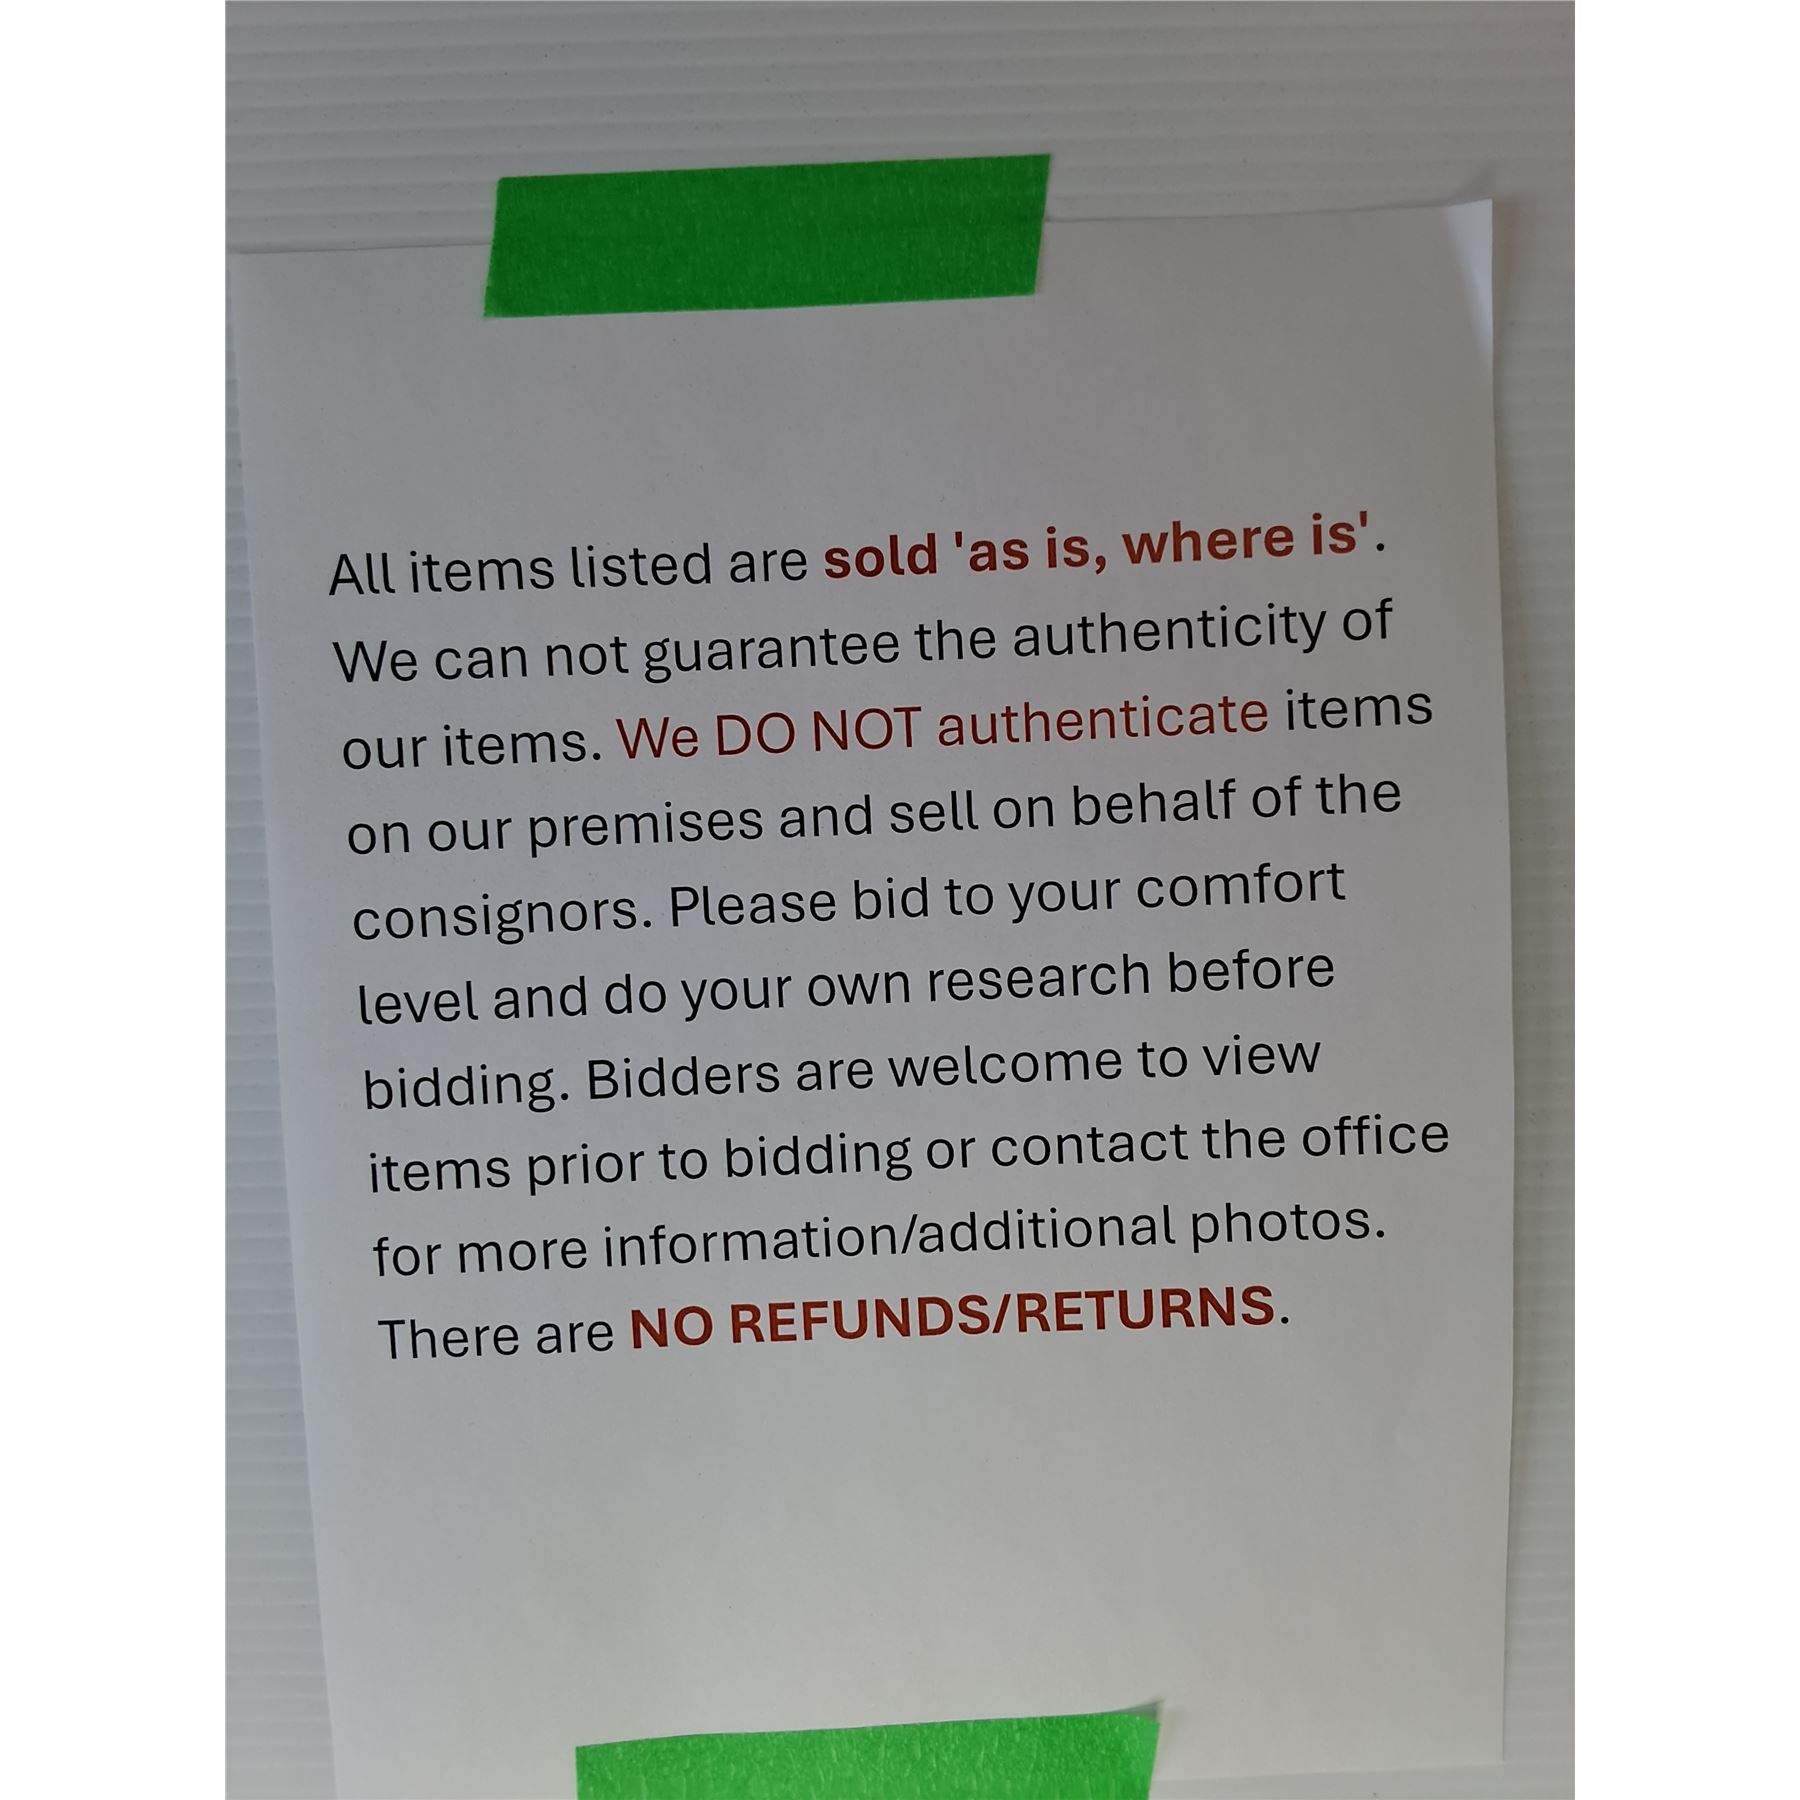 All items listed are sold 'as is, where is'.
We can not guarantee the authenticity of
our items. We DO NOT authenticate items
on our premises and sell on behalf of the
consignors. Please bid to your comfort
level and do your own research before
bidding. Bidders are welcome to view
items prior to bidding or contact the office
for more information/additional photos.
There are NO REFUNDS/RETURNS.